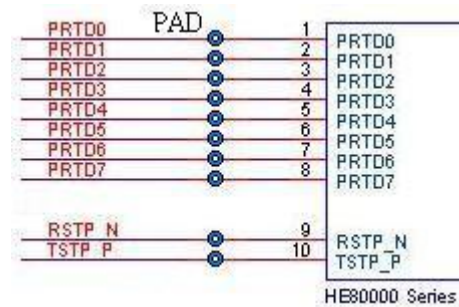 PAD
PRTD0 1 PRTD0
PRTD1 2 PRTD1
PRTD2 3 PRTD2
PRTD3 4 PRTD3
PRTD4 5 PRTD4
PRTD5 6 PRTD5
PRTD6 7 PRTD6
PRTD7 8 PRTD7
RSTP_N 9 RSTP_N
TSTP_P 10 TSTP_P
HE80000 Series